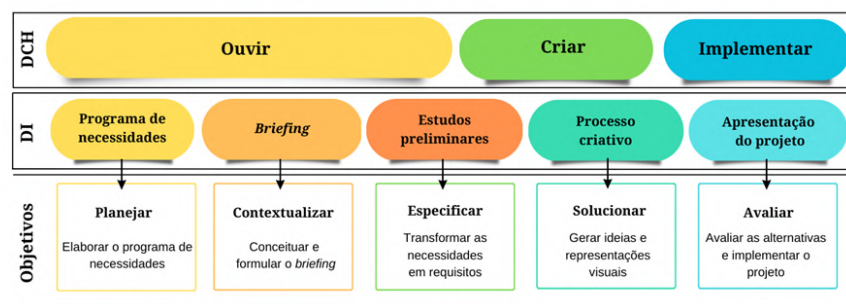 DCH
Ouvir
Criar
Implementar
DI
Programa de
necessidades
Briefing
Estudos
preliminares
Processo
criativo
Apresentação
do projeto
Objetivos
Planejar
Elaborar o programa de
necessidades
Contextualizar
Conceituar e
formular o briefing
Especificar
Transformar as
necessidades
em requisitos
Solucionar
Gerar ideias e
representações
visuais
Avaliar
Avaliar as alternativas
e implementar o
projeto